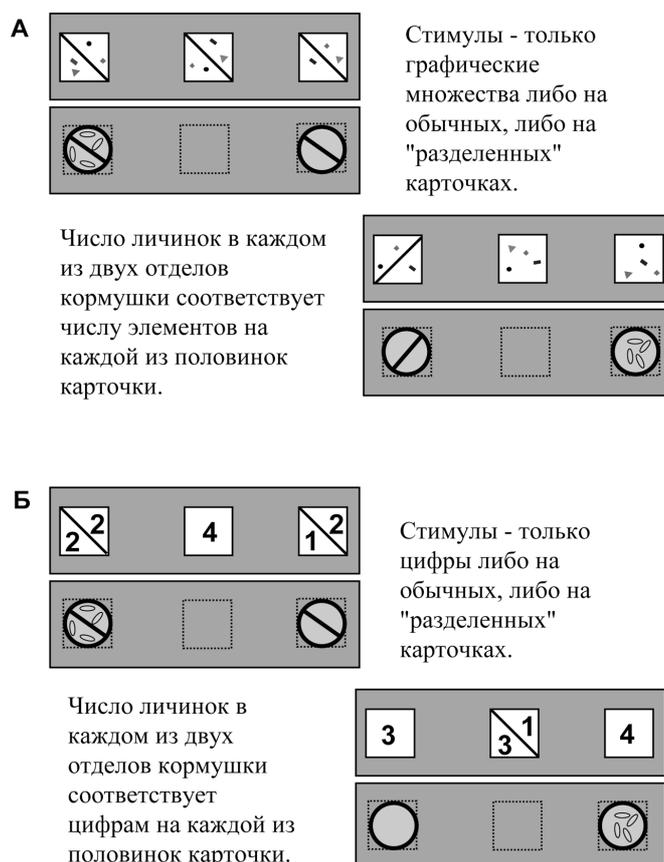 А
Стимулы - только
графические
множества либо на
обычных, либо на
"разделенных"
карточках.
Число личинок в каждом
из двух отделов
кормушки соответствует
числу элементов на
каждой из половинок
карточки.
Б
2 2 4 1 2
Стимулы - только
цифры либо на
обычных, либо на
"разделенных"
карточках.
Число личинок в
каждом из двух
отделов кормушки
соответствует
цифрам на каждой из
половинок карточки.
3 3 1 4